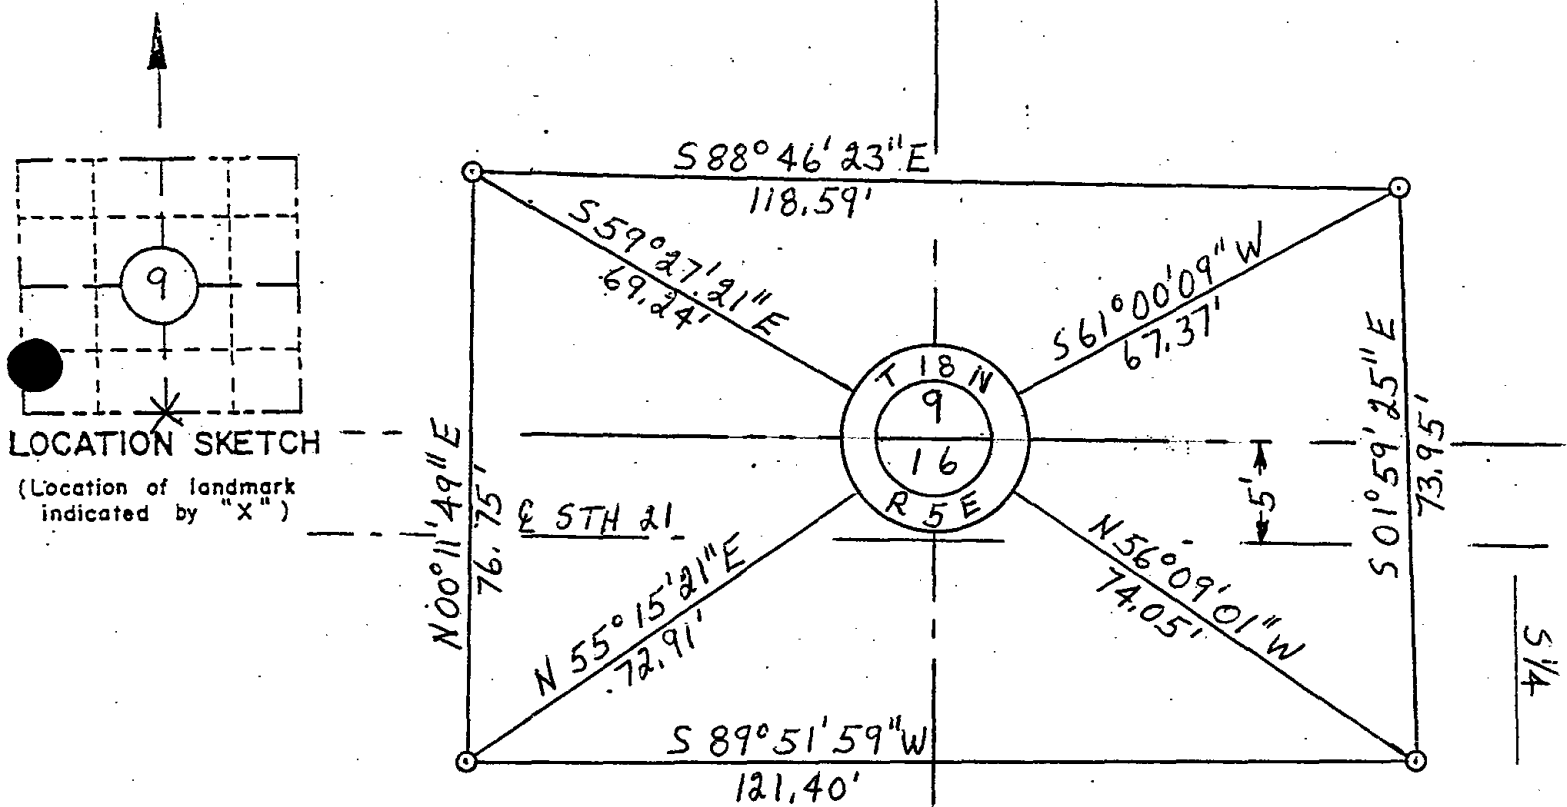 S 88° 46' 23" E
118.59'
S 59° 27' 21" E
69.24'
S 61° 00' 09" W
67.37'
9
T 18 N
9
16
R 5 E
LOCATION SKETCH
(Location of landmark
indicated by "X")
N 00° 11' 49" E
76.75'
℄ STH 21
5'
S 01° 59' 25" E
73.95'
N 55° 15' 21" E
72.91'
N 56° 09' 01" W
74.05'
S 1/4
S 89° 51' 59" W
121.40'